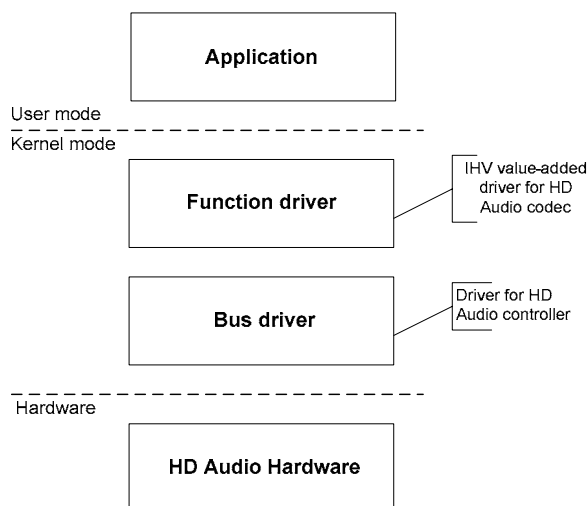 Application
User mode
Kernel mode
Function driver
IHV value-added
driver for HD
Audio codec
Bus driver
Driver for HD
Audio controller
Hardware
HD Audio Hardware